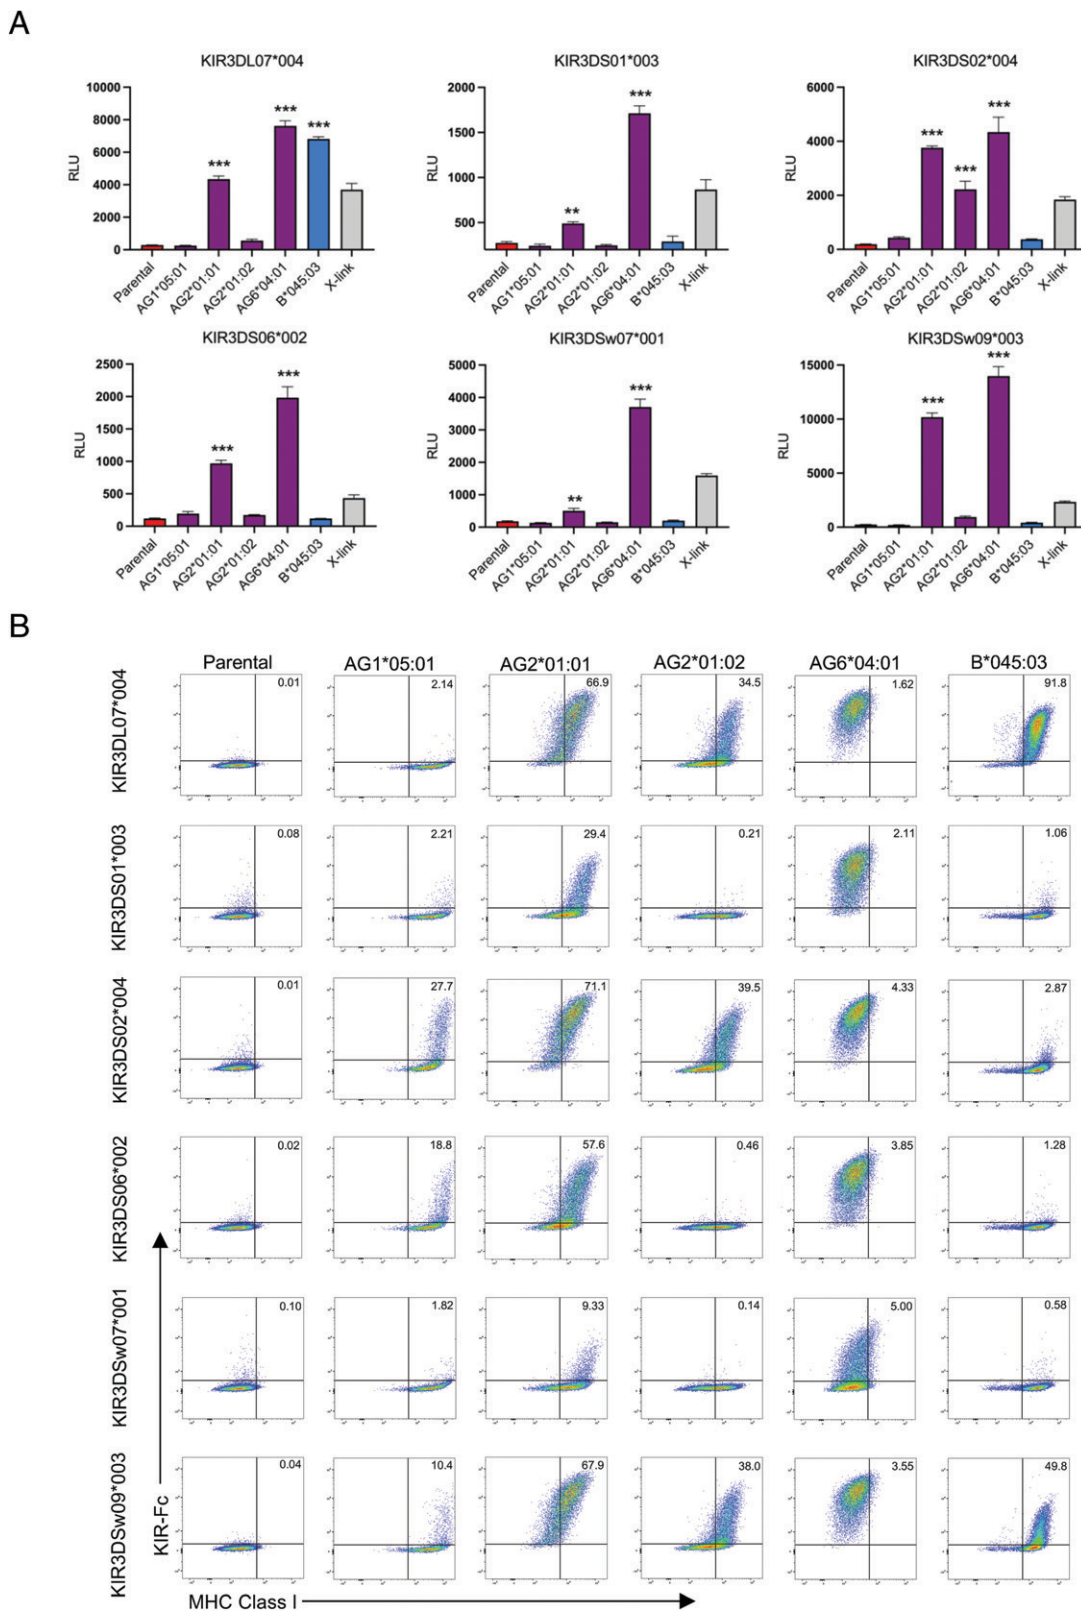 A
KIR3DL07*004
RLU
10000
8000
6000
4000
2000
0
***
***
***
Parental
AG1*05:01
AG2*01:01
AG2*01:02
AG6*04:01
B*045:03
X-link
KIR3DS01*003
RLU
2000
1500
1000
500
**
***
Parental
AG1*05:01
AG2*01:01
AG2*01:02
AG6*04:01
B*045:03
X-link
KIR3DS02*004
RLU
6000
4000
2000
0
***
***
***
Parental
AG1*05:01
AG2*01:01
AG2*01:02
AG6*04:01
B*045:03
X-link
KIR3DS06*002
RLU
2500
2000
1500
1000
500
0
***
***
Parental
AG1*05:01
AG2*01:01
AG2*01:02
AG6*04:01
B*045:03
X-link
KIR3DSw07*001
RLU
5000
4000
3000
2000
1000
0
**
***
Parental
AG1*05:01
AG2*01:01
AG2*01:02
AG6*04:01
B*045:03
X-link
KIR3DSw09*003
RLU
15000
10000
5000
0
***
***
Parental
AG1*05:01
AG2*01:01
AG2*01:02
AG6*04:01
B*045:03
X-link
B
Parental AG1*05:01 AG2*01:01 AG2*01:02 AG6*04:01 B*045:03
KIR3DL07*004
0.01 2.14 66.9 34.5 1.62 91.8
KIR3DS01*003
0.08 2.21 29.4 0.21 2.11 1.06
KIR3DS02*004
0.01 27.7 71.1 39.5 4.33 2.87
KIR3DS06*002
0.02 18.8 57.6 0.46 3.85 1.28
KIR3DSw07*001
0.10 1.82 9.33 0.14 5.00 0.58
KIR3DSw09*003
0.04 10.4 67.9 38.0 3.55 49.8
KIR-Fc
MHC Class I